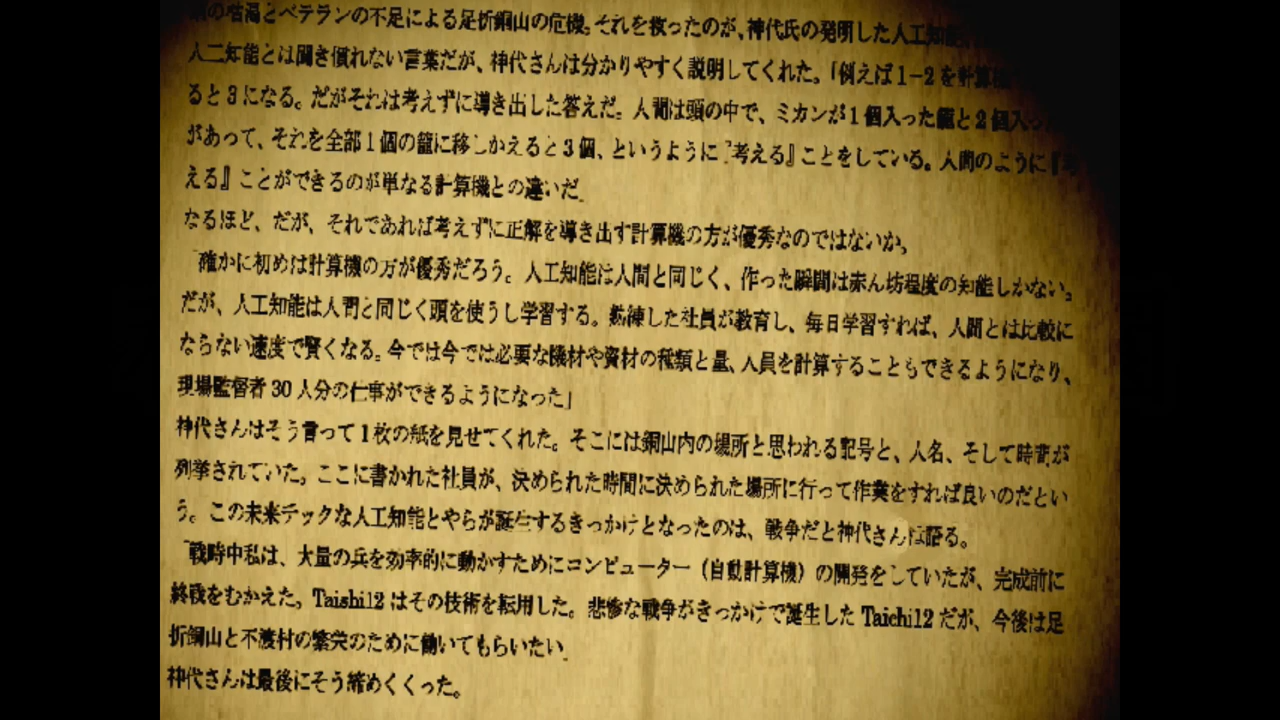 の枯渇とベテランの不足による足折銅山の危機。それを救ったのが、神代氏の発明した人工知能
人工知能とは聞き慣れない言葉だが、神代さんは分かりやすく説明してくれた。「例えば1−2を計算機
ると3になる。だがそれは考えずに導き出した答えだ。人間は頭の中で、ミカンが1個入った籠と2個入っ
があって、それを全部1個の籠に移しかえると3個、というように『考える』ことをしている。人間のように『考
える』ことができるのが単なる計算機との違いだ。
なるほど、だが、それであれば考えずに正解を導き出す計算機の方が優秀なのではないか。
「確かに初めは計算機の方が優秀だろう。人工知能は人間と同じく、作った瞬間は赤ん坊程度の知能しかない。
だが、人工知能は人間と同じく頭を使うし学習する。熟練した社員が教育し、毎日学習すれば、人間とは比較に
ならない速度で賢くなる。今では今では必要な機材や資材の種類と量、人員を計算することもできるようになり、
現場監督者30人分の仕事ができるようになった」
神代さんはそう言って1枚の紙を見せてくれた。そこには銅山内の場所と思われる記号と、人名、そして時間が
列挙されていた。ここに書かれた社員が、決められた時間に決められた場所に行って作業をすれば良いのだとい
う。この未来テックな人工知能とやらが誕生するきっかけとなったのは、戦争だと神代さんは語る。
「戦時中私は、大量の兵を効率的に動かすためにコンピューター（自動計算機）の開発をしていたが、完成前に
終戦をむかえた。Taishi12はその技術を転用した。悲惨な戦争がきっかけで誕生したTaichi12だが、今後は足
折銅山と不渡村の繁栄のために働いてもらいたい」
神代さんは最後にそう締めくくった。